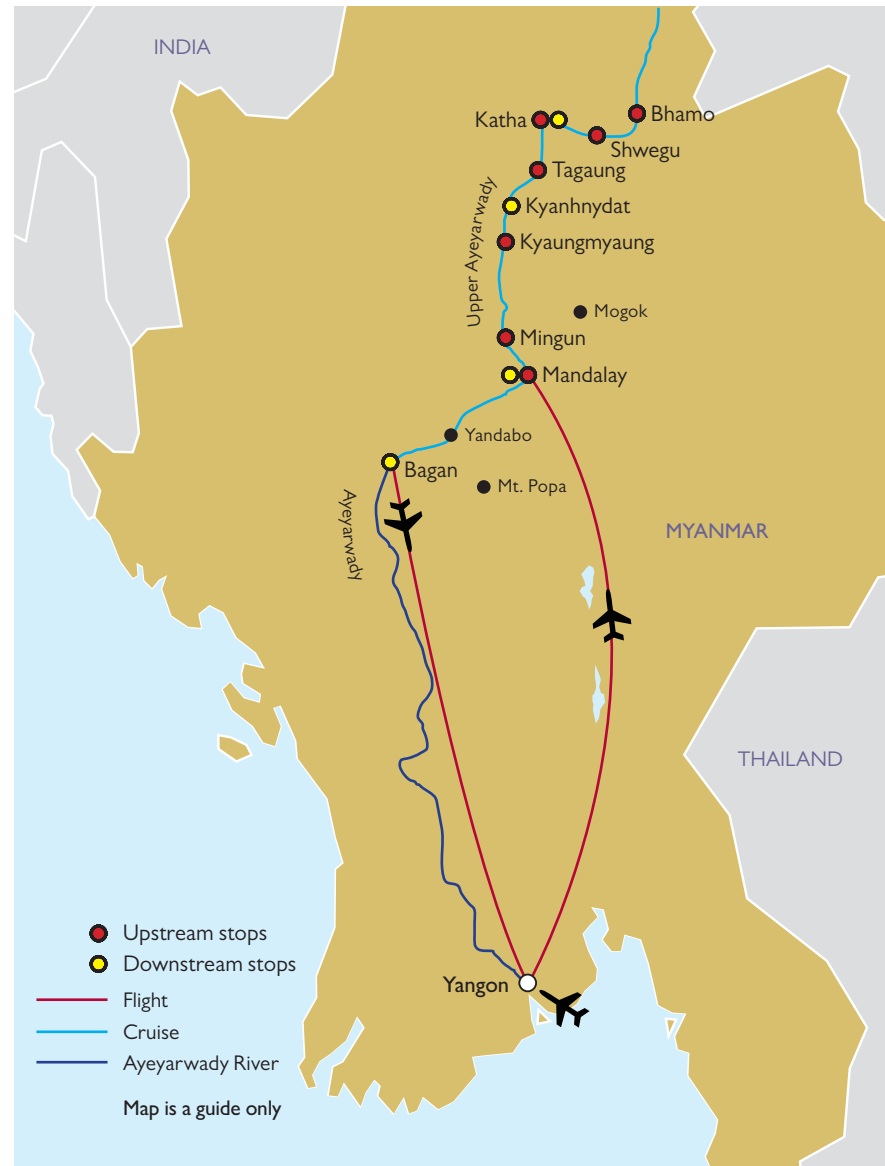 INDIA
Katha
Bhamo
Shwegu
Tagaung
Kyanhnydat
Upper Ayeyarwady
Kyaungmyaung
Mogok
Mingun
Mandalay
Yandabo
Bagan
Mt. Popa
Ayeyarwady
MYANMAR
THAILAND
Upstream stops
Downstream stops
Yangon
Flight
Cruise
Ayeyarwady River
Map is a guide only